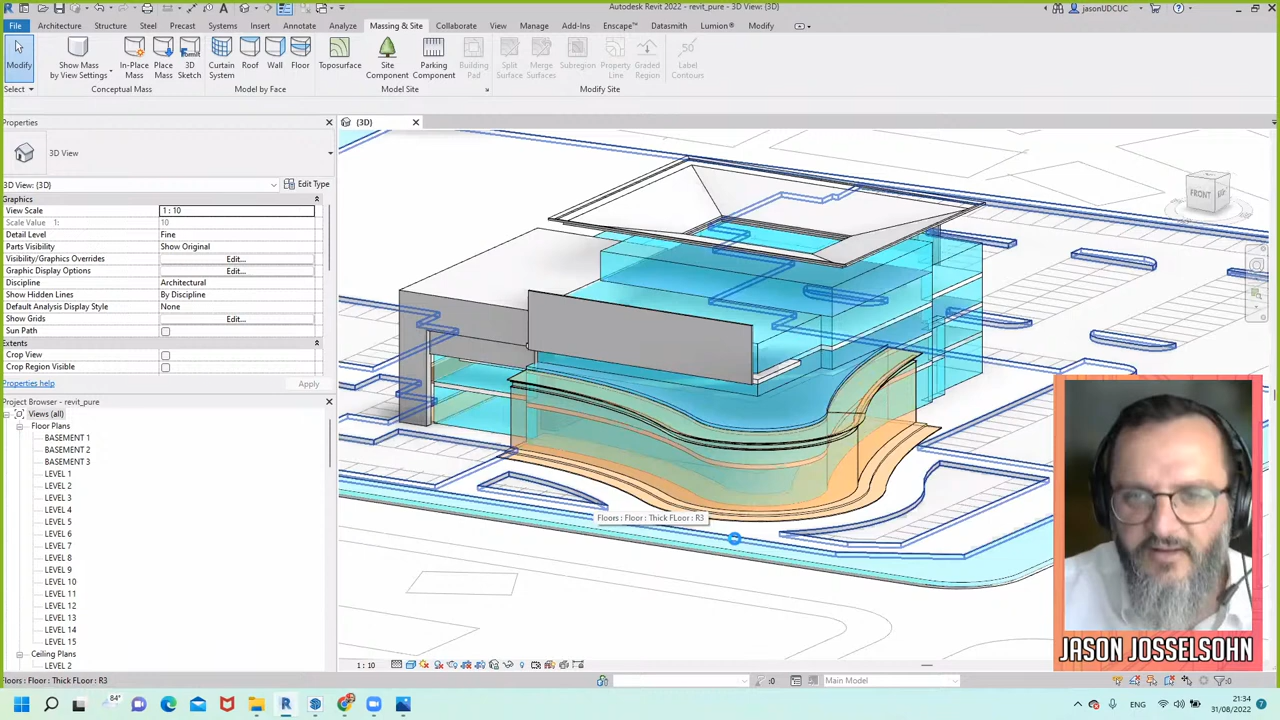 Autodesk Revit 2022 - revit_pure - 3D View: {3D}
jasonUDCUC
File Architecture Structure Steel Precast Systems Insert Annotate Analyze Massing & Site Collaborate View Manage Add-Ins Enscape™ Datasmith Lumion® Modify
Modify
Show Mass
by View Settings
In-Place
Mass
Place
Mass
3D
Sketch
Curtain
System
Roof
Wall
Floor
Toposurface
Site
Component
Parking
Component
Building
Pad
Split
Surface
Merge
Surfaces
Subregion
Property
Line
Graded
Region
Label
Contours
Select
Conceptual Mass
Model by Face
Model Site
Modify Site
Properties
{3D}
3D View
3D View: {3D}
Edit Type
Graphics
View Scale 1 : 10
Scale Value 1: 10
Detail Level Fine
Parts Visibility Show Original
Visibility/Graphics Overrides Edit...
Graphic Display Options Edit...
Discipline Architectural
Show Hidden Lines By Discipline
Default Analysis Display Style None
Show Grids Edit...
Sun Path
Extents
Crop View
Crop Region Visible
Properties help
Apply
Project Browser - revit_pure
Views (all)
Floor Plans
BASEMENT 1
BASEMENT 2
BASEMENT 3
LEVEL 1
LEVEL 2
LEVEL 3
LEVEL 4
LEVEL 5
LEVEL 6
LEVEL 7
LEVEL 8
LEVEL 9
LEVEL 10
LEVEL 11
LEVEL 12
LEVEL 13
LEVEL 14
LEVEL 15
Ceiling Plans
LEVEL 2
FRONT
Floors : Floor : Thick FLoor : R3
JASON JOSSELSOHN
1 : 10
Floors : Floor : Thick FLoor : R3
:0
Main Model
:0
84°
21:34
31/08/2022